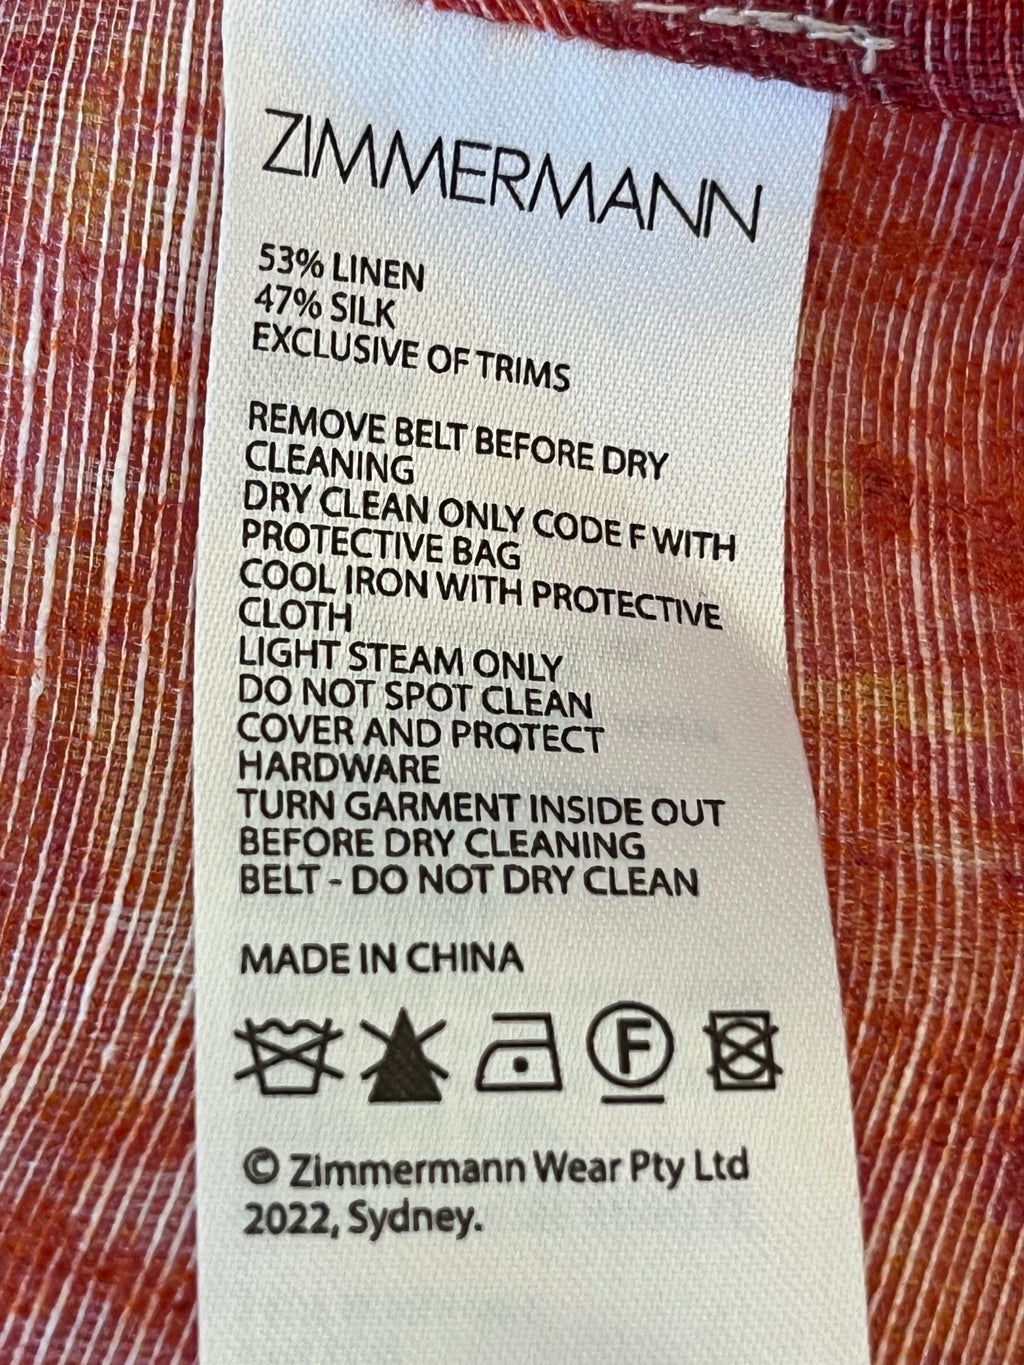 ZIMMERMANN
53% LINEN
47% SILK
EXCLUSIVE OF TRIMS
REMOVE BELT BEFORE DRY
CLEANING
DRY CLEAN ONLY CODE F WITH
PROTECTIVE BAG
COOL IRON WITH PROTECTIVE
CLOTH
LIGHT STEAM ONLY
DO NOT SPOT CLEAN
COVER AND PROTECT
HARDWARE
TURN GARMENT INSIDE OUT
BEFORE DRY CLEANING
BELT - DO NOT DRY CLEAN
MADE IN CHINA
F
© Zimmermann Wear Pty Ltd
2022, Sydney.